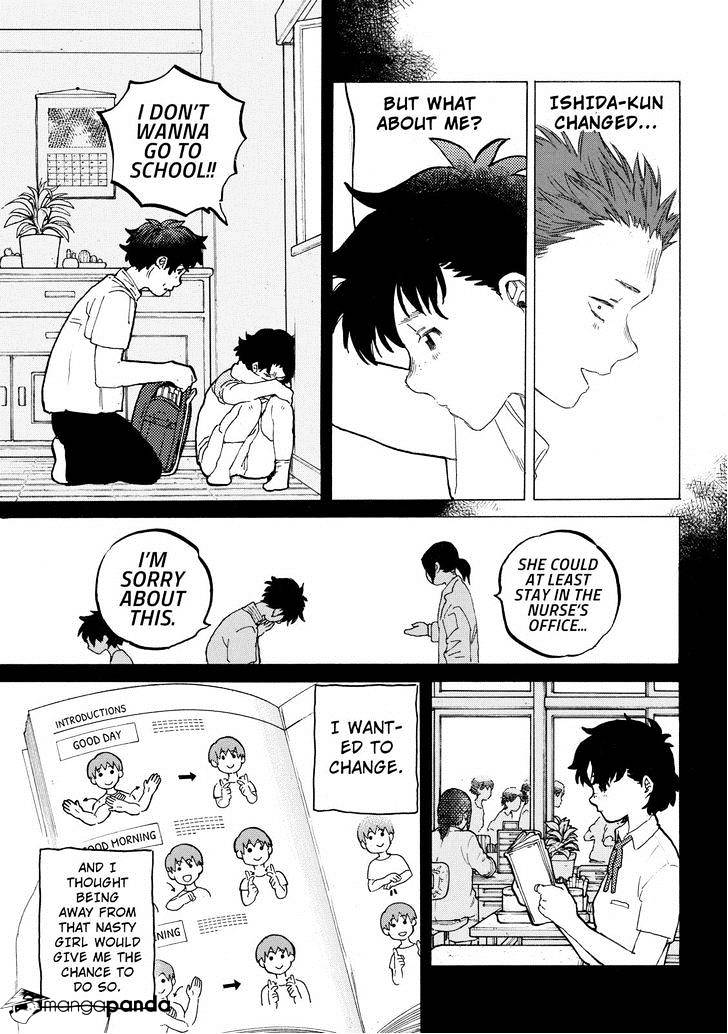 ISHIDA-KUN
CHANGED...
BUT WHAT
ABOUT ME?
I DON'T
WANNA
GO TO
SCHOOL!!
SHE COULD
AT LEAST
STAY IN THE
NURSE'S
OFFICE...
I'M
SORRY
ABOUT
THIS.
I WANT-
ED TO
CHANGE.
INTRODUCTIONS
GOOD DAY
GOOD MORNING
AND I
THOUGHT
BEING
AWAY FROM
THAT NASTY
GIRL WOULD
GIVE ME THE
CHANCE TO
DO SO.
mangapanda